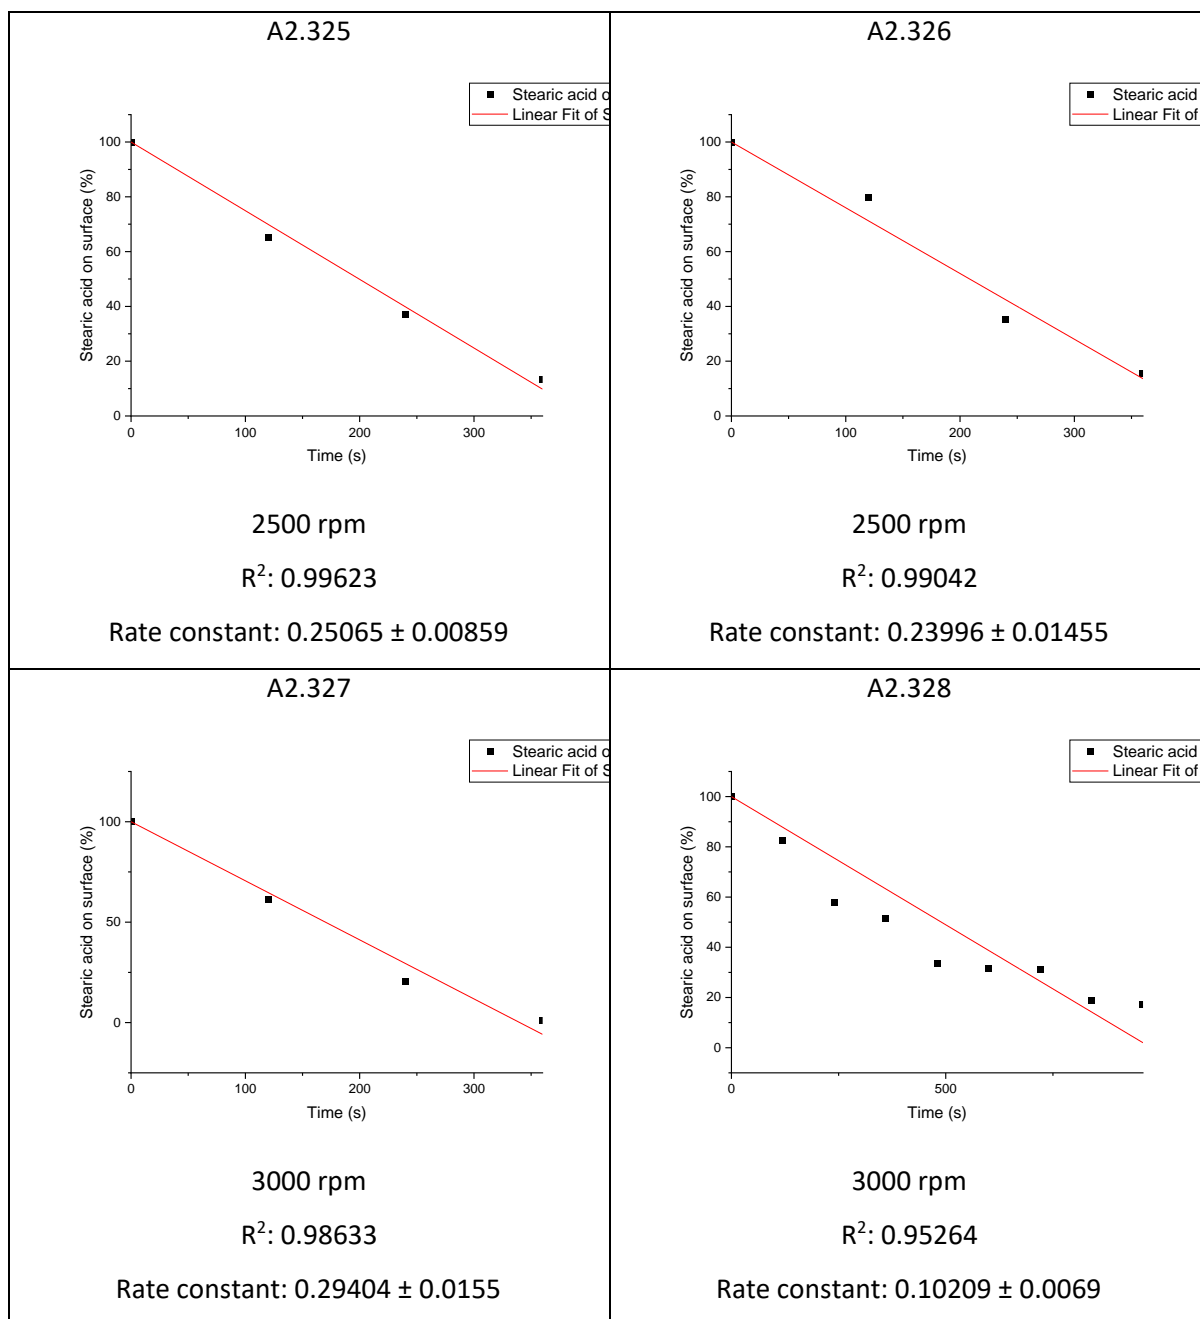 A2.325
Stearic acid o
Linear Fit of S
100
80
60
40
20
0
Stearic acid on surface (%)
0 100 200 300
Time (s)
2500 rpm
R²: 0.99623
Rate constant: 0.25065 ± 0.00859
A2.326
Stearic acid
Linear Fit of
100
80
60
40
20
0
Stearic acid on surface (%)
0 100 200 300
Time (s)
2500 rpm
R²: 0.99042
Rate constant: 0.23996 ± 0.01455
A2.327
Stearic acid o
Linear Fit of S
100
50
0
Stearic acid on surface (%)
0 100 200 300
Time (s)
3000 rpm
R²: 0.98633
Rate constant: 0.29404 ± 0.0155
A2.328
Stearic acid
Linear Fit of
100
80
60
40
20
0
Stearic acid on surface (%)
0 500
Time (s)
3000 rpm
R²: 0.95264
Rate constant: 0.10209 ± 0.0069